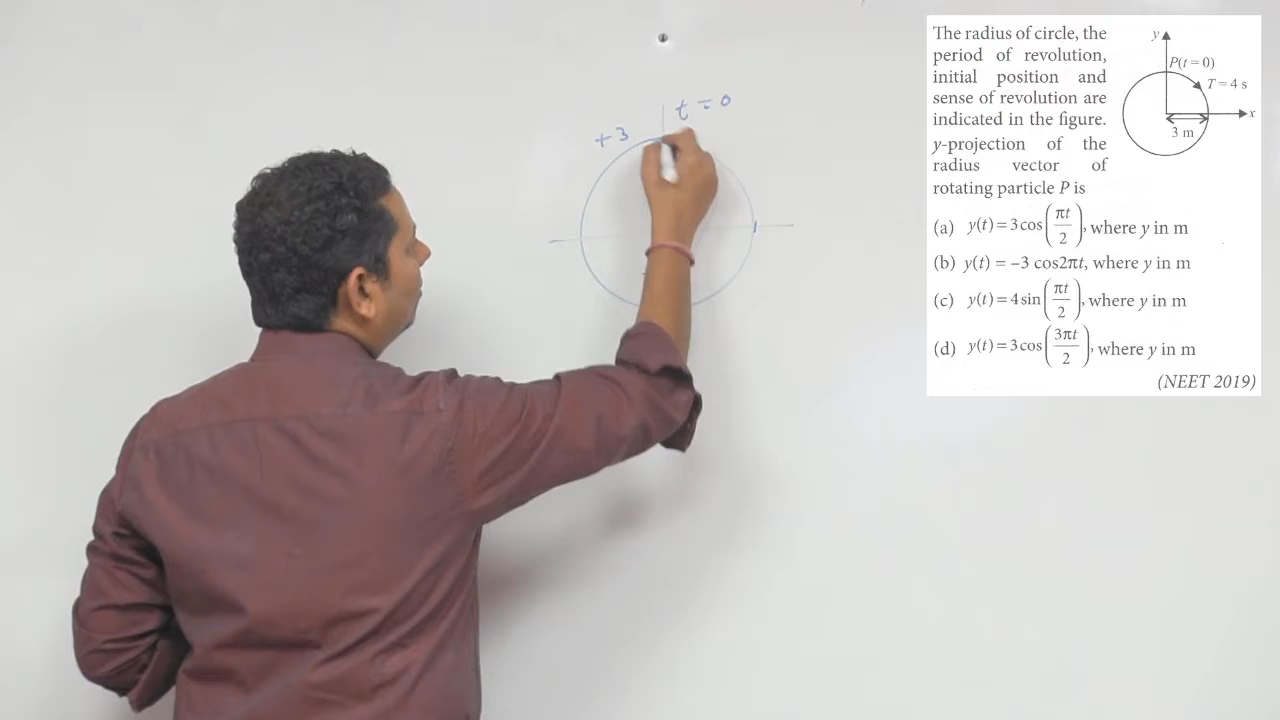 t = 0
+3
The radius of circle, the
period of revolution,
initial position and
sense of revolution are
indicated in the figure.
y-projection of the
radius vector of
rotating particle P is
y
P(t = 0)
T = 4 s
x
3 m
(a) y(t) = 3 cos(πt/2), where y in m
(b) y(t) = –3 cos2πt, where y in m
(c) y(t) = 4 sin(πt/2), where y in m
(d) y(t) = 3 cos(3πt/2), where y in m
(NEET 2019)